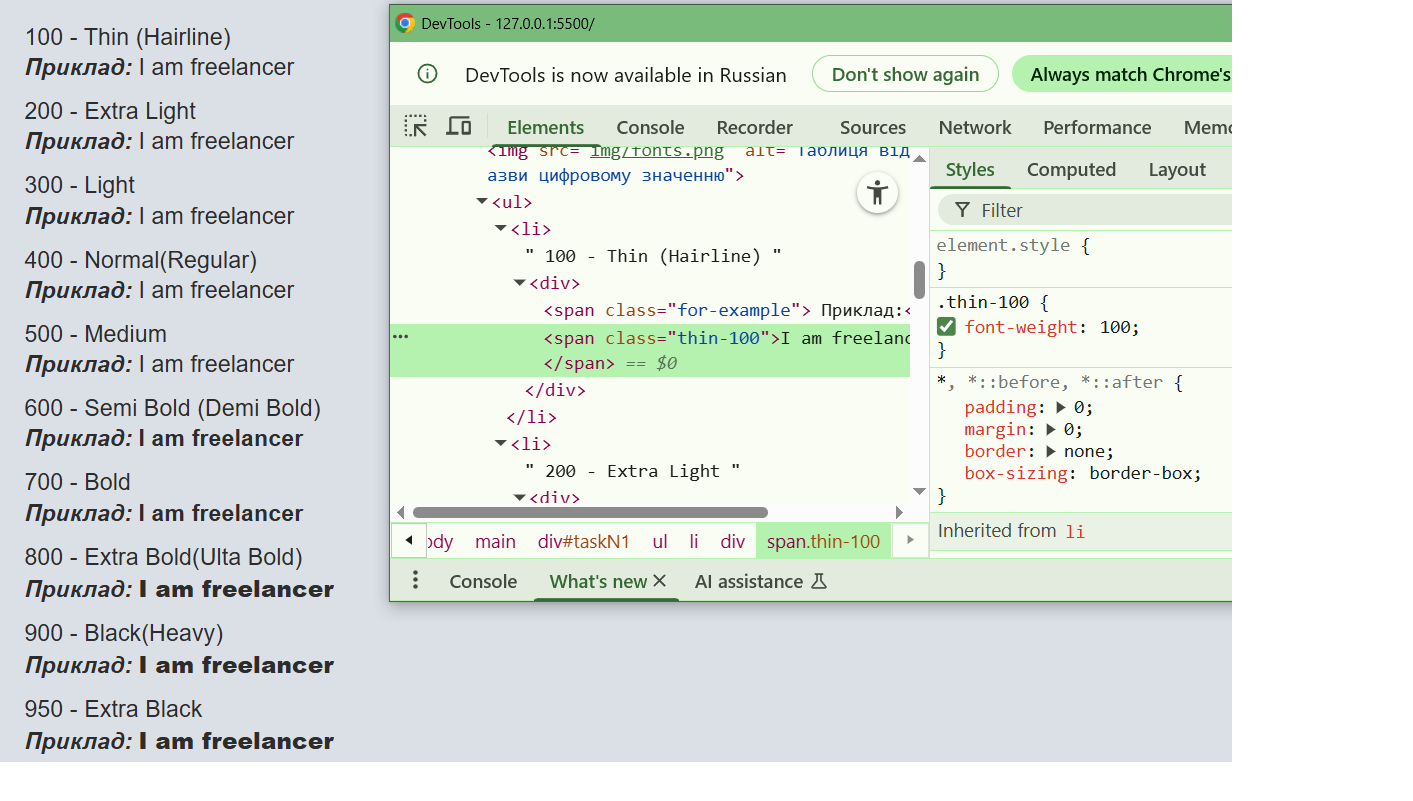 100 - Thin (Hairline)
Приклад: I am freelancer
200 - Extra Light
Приклад: I am freelancer
300 - Light
Приклад: I am freelancer
400 - Normal(Regular)
Приклад: I am freelancer
500 - Medium
Приклад: I am freelancer
600 - Semi Bold (Demi Bold)
Приклад: I am freelancer
700 - Bold
Приклад: I am freelancer
800 - Extra Bold(Ulta Bold)
Приклад: I am freelancer
900 - Black(Heavy)
Приклад: I am freelancer
950 - Extra Black
Приклад: I am freelancer
DevTools - 127.0.0.1:5500/
DevTools is now available in Russian
Don't show again
Always match Chrome's
Elements Console Recorder Sources Network Performance Memo
<img src="img/fonts.png" alt="Таблиця від
азви цифровому значенню">
<ul>
<li>
" 100 - Thin (Hairline) "
<div>
<span class="for-example"> Приклад:<
<span class="thin-100">I am freelanc
</span> == $0
</div>
</li>
<li>
" 200 - Extra Light "
<div>
ody main div#taskN1 ul li div span.thin-100
Styles Computed Layout
Filter
element.style {
}
.thin-100 {
font-weight: 100;
}
*, *::before, *::after {
padding: 0;
margin: 0;
border: none;
box-sizing: border-box;
}
Inherited from li
Console What's new AI assistance